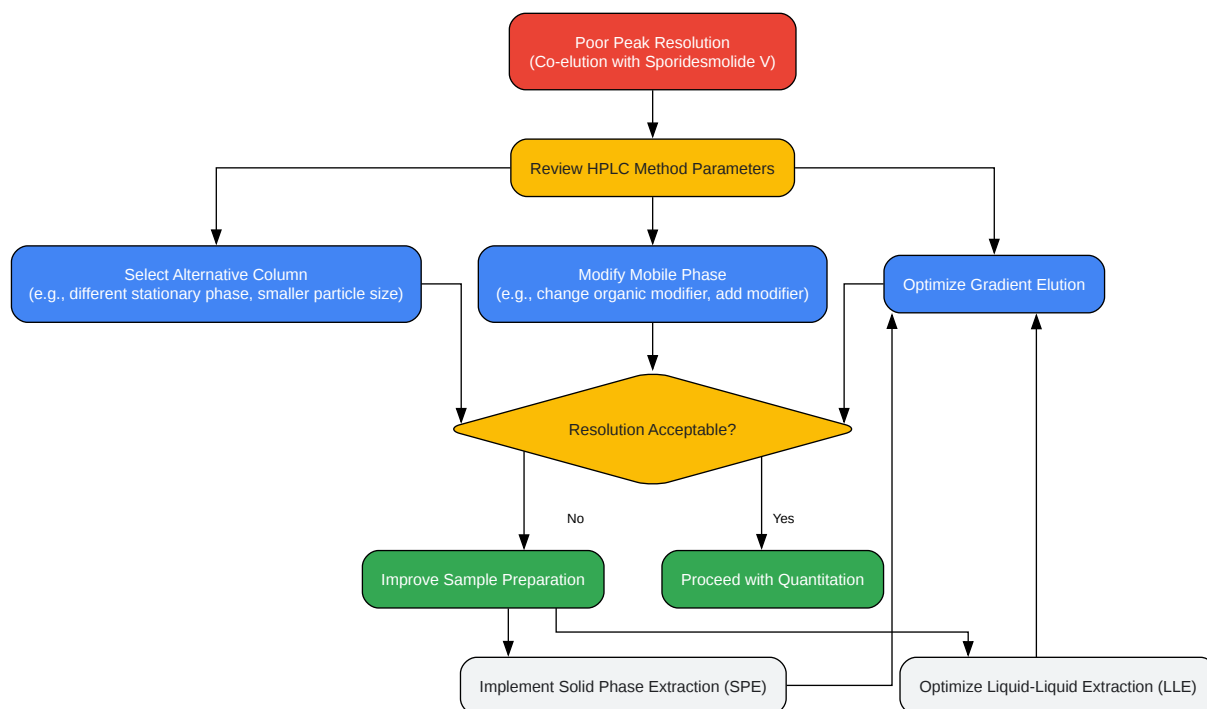 Poor Peak Resolution
(Co-elution with Sporidesmolide V)
Review HPLC Method Parameters
Select Alternative Column
(e.g., different stationary phase, smaller particle size)
Modify Mobile Phase
(e.g., change organic modifier, add modifier)
Optimize Gradient Elution
Resolution Acceptable?
No
Yes
Improve Sample Preparation
Proceed with Quantitation
Implement Solid Phase Extraction (SPE)
Optimize Liquid-Liquid Extraction (LLE)